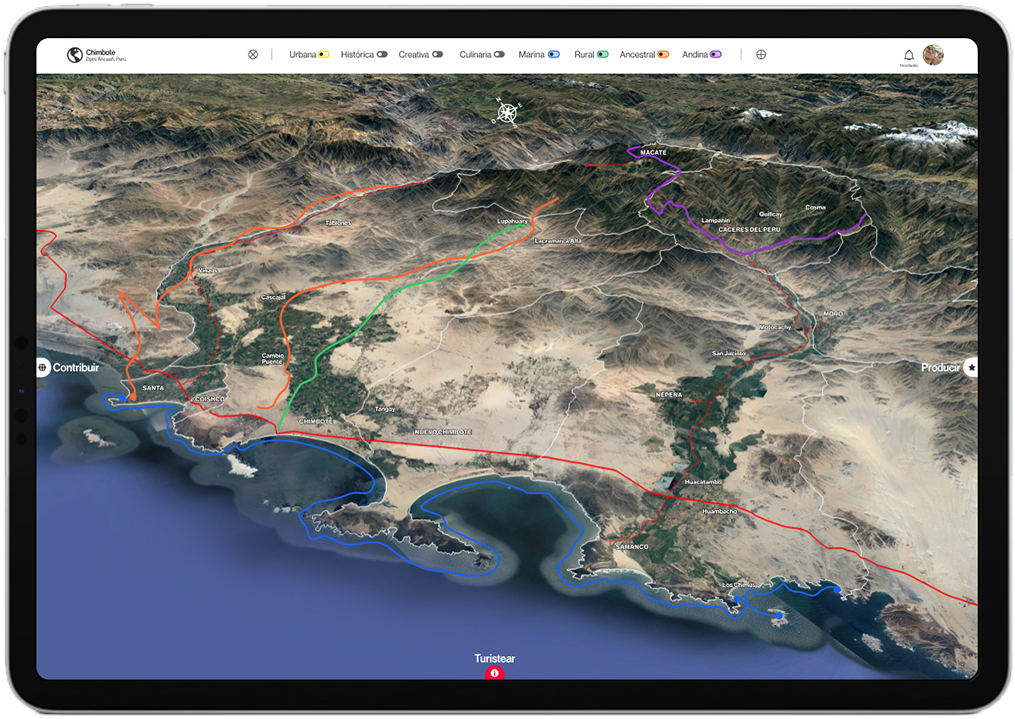 Chimbote
Dpto Áncash, Perú
Urbana
Histórica
Creativa
Culinaria
Marina
Rural
Ancestral
Andina
Novedades
N
E
S
O
MACATE
Tablones
Lupahuary
Lacramarca Alta
Lampanin
Quillcay
Cosma
CACERES DEL PERU
Vinzos
Cascajal
Cambio
Puente
MORO
Motocachy
San Jacinto
Contribuir
Producir
SANTA
COISHCO
NEPEÑA
CHIMBOTE
Tangay
NUEVO CHIMBOTE
Huacatambo
Huambacho
SAMANCO
Los Chimus
Turistear